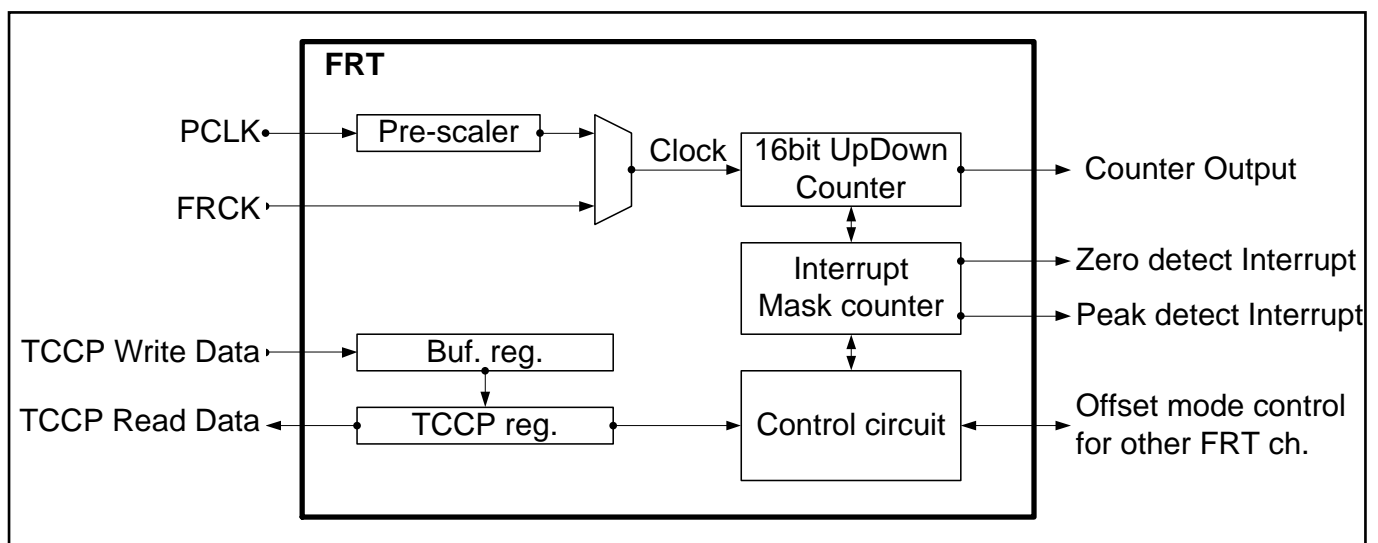 FRT
PCLK
Pre-scaler
Clock
16bit UpDown
Counter
Counter Output
FRCK
Interrupt
Mask counter
Zero detect Interrupt
Peak detect Interrupt
TCCP Write Data
Buf. reg.
TCCP Read Data
TCCP reg.
Control circuit
Offset mode control
for other FRT ch.